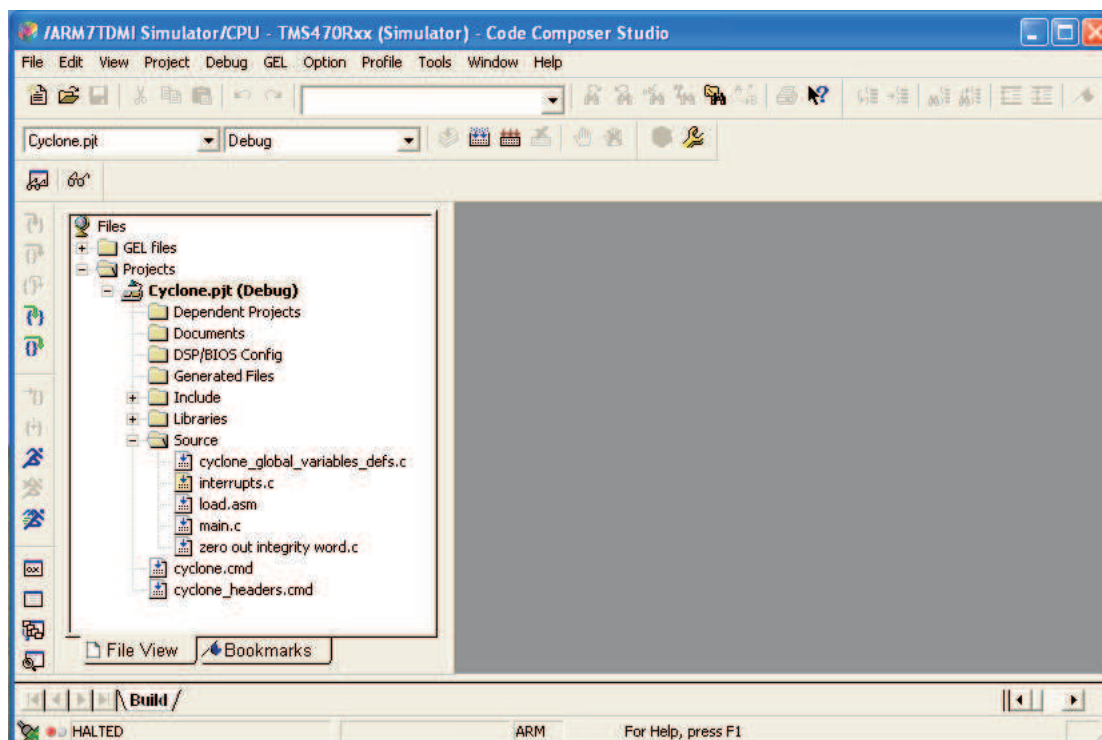 /ARM7TDMI Simulator/CPU - TMS470Rxx (Simulator) - Code Composer Studio
File Edit View Project Debug GEL Option Profile Tools Window Help
Cyclone.pjt Debug
Files
GEL files
Projects
Cyclone.pjt (Debug)
Dependent Projects
Documents
DSP/BIOS Config
Generated Files
Include
Libraries
Source
cyclone_global_variables_defs.c
interrupts.c
load.asm
main.c
zero out integrity word.c
cyclone.cmd
cyclone_headers.cmd
File View Bookmarks
Build
HALTED ARM For Help, press F1